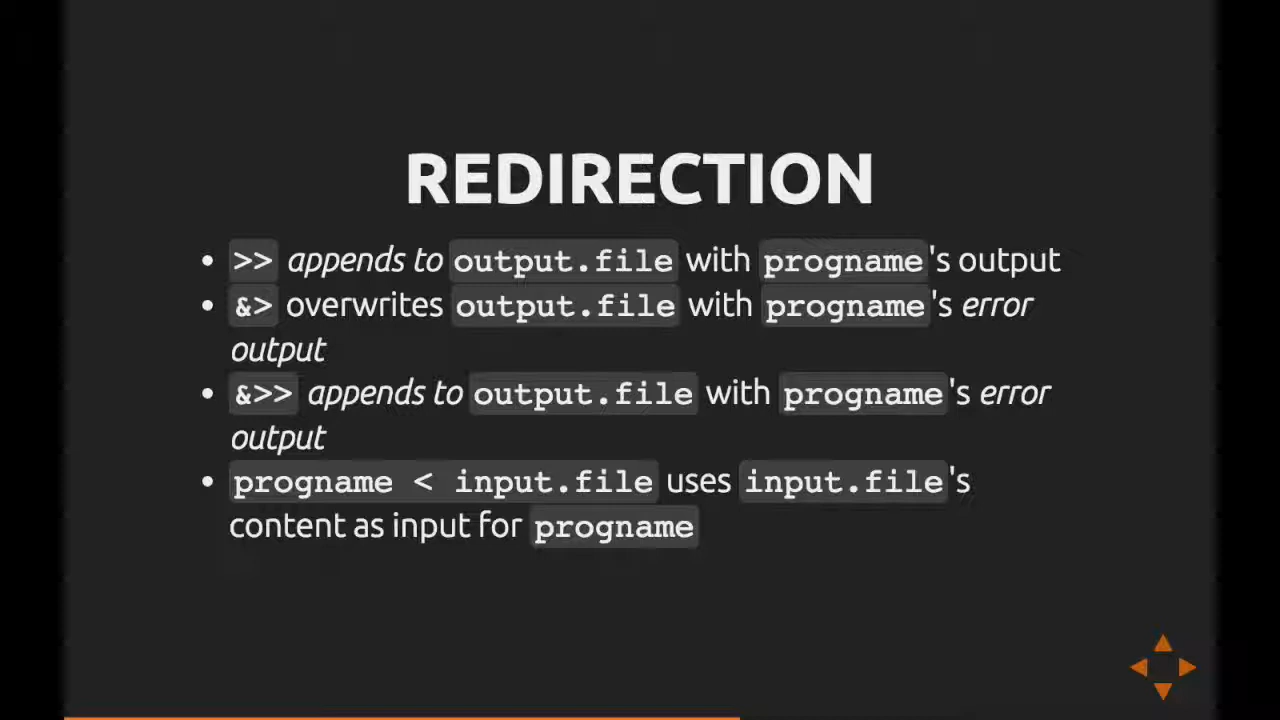 REDIRECTION
• >> appends to output.file with progname's output
• &> overwrites output.file with progname's error
output
• &>> appends to output.file with progname's error
output
• progname < input.file uses input.file's
content as input for progname